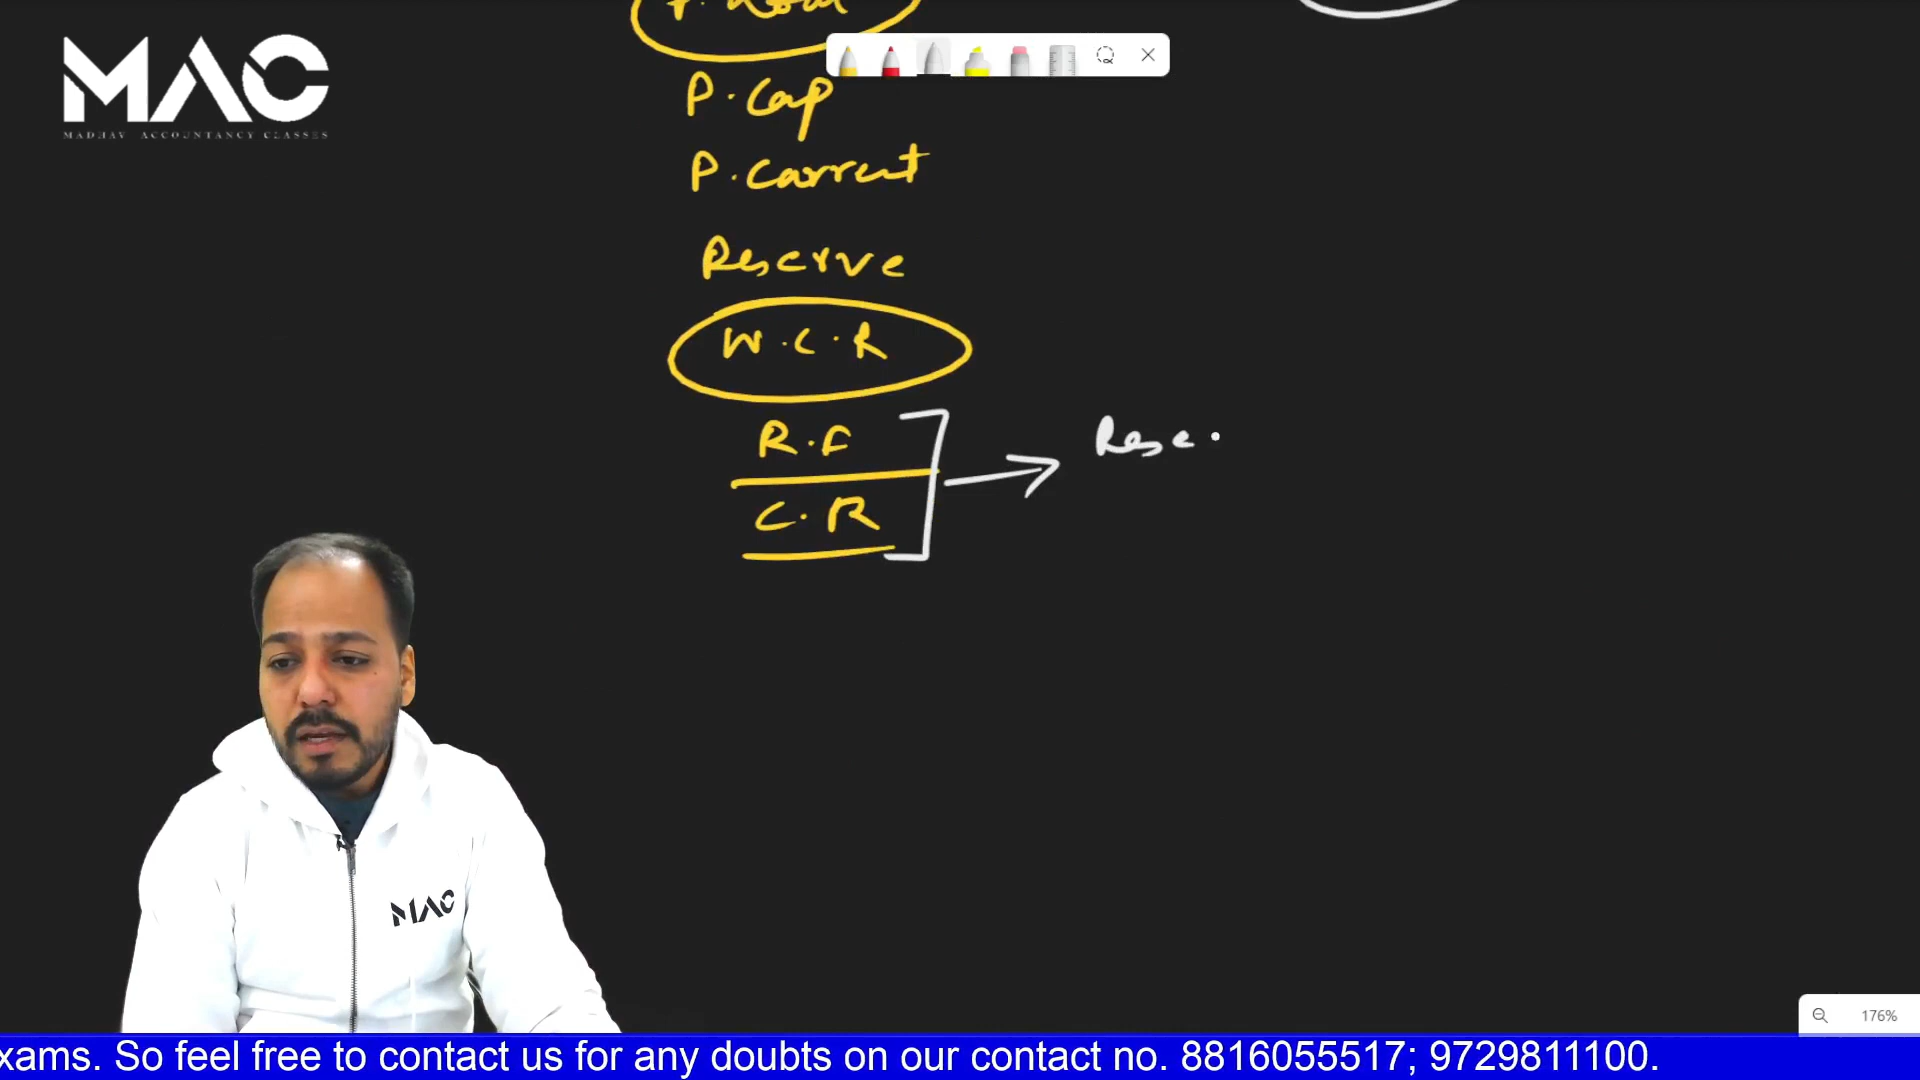 MAC
MADHAV ACCOUNTANCY CLASSES
P. Cap
P. Current
Reserve
W.C.R
R.F
C.R
Rese
MAC
176%
xams. So feel free to contact us for any doubts on our contact no. 8816055517; 9729811100.